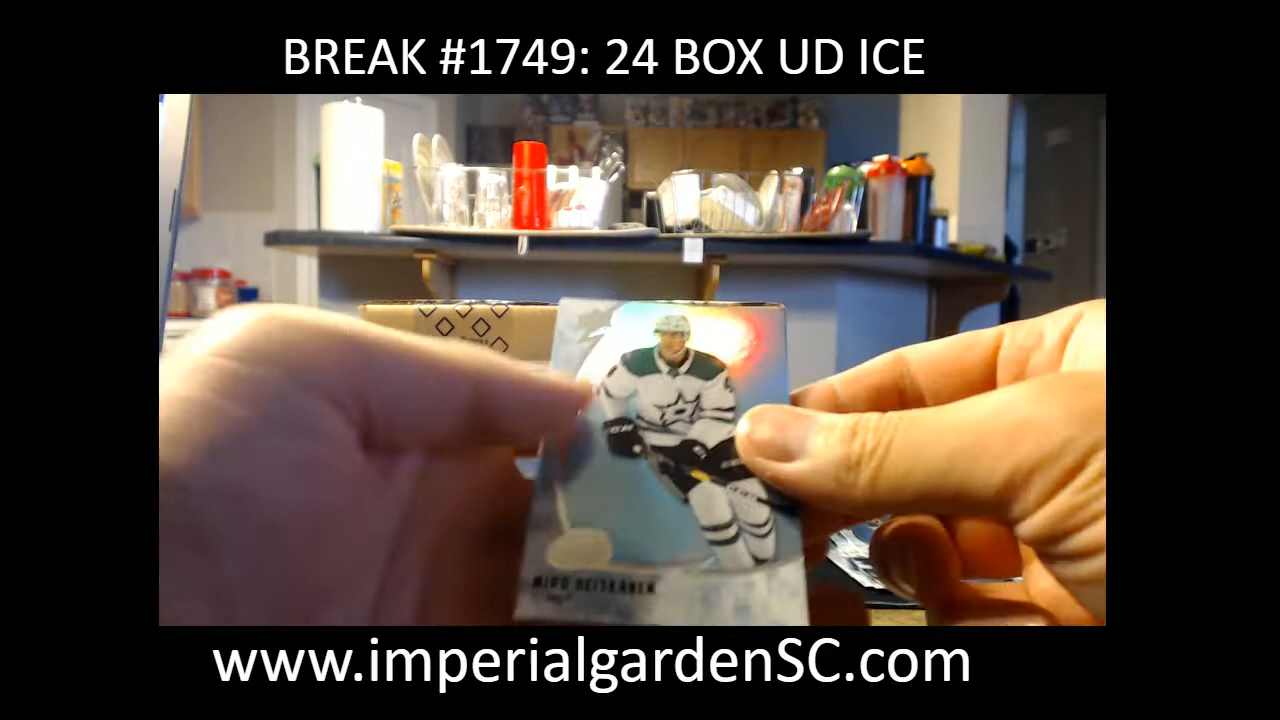 BREAK #1749: 24 BOX UD ICE
MIRO HEISKANEN
www.imperialgardenSC.com